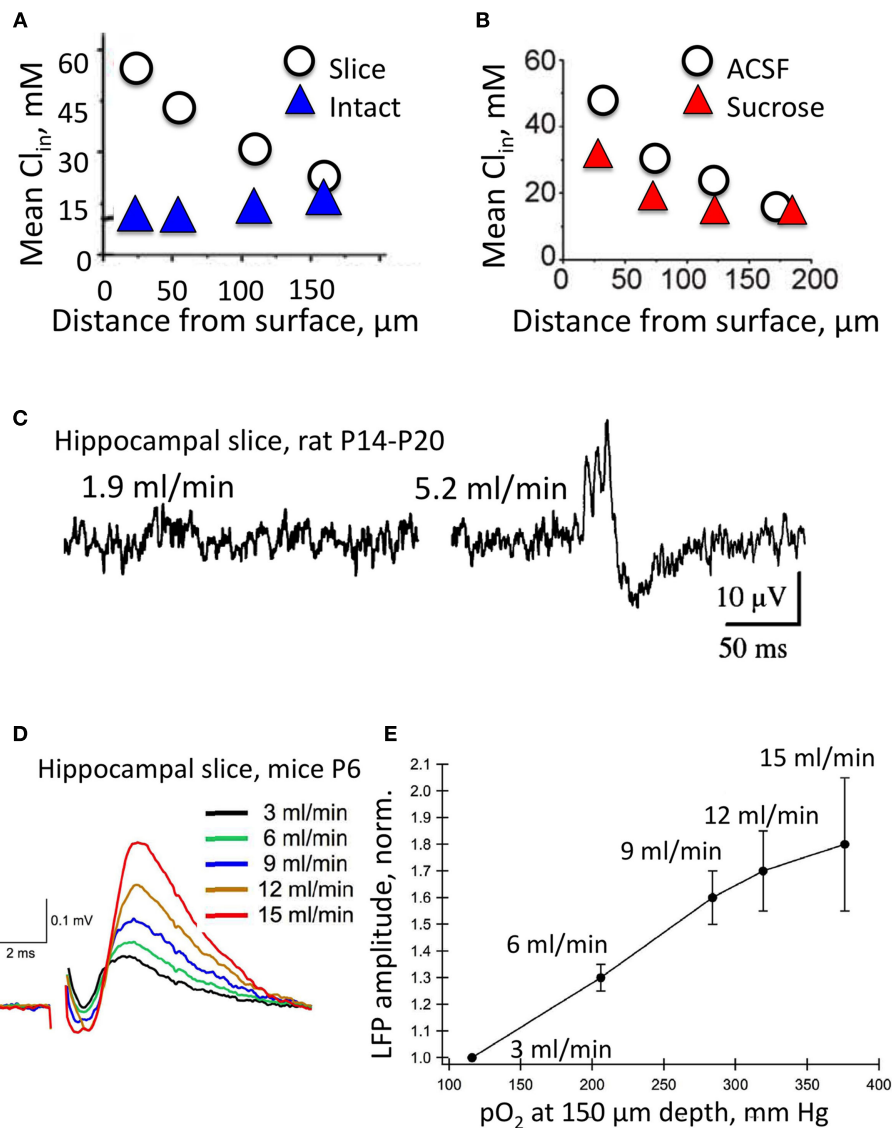 A
Mean Cl_in, mM
60
45
30
15
0
Slice
Intact
0 50 100 150
Distance from surface, µm
B
Mean Cl_in, mM
60
40
20
0
ACSF
Sucrose
0 50 100 150 200
Distance from surface, µm
C
Hippocampal slice, rat P14-P20
1.9 ml/min
5.2 ml/min
10 µV
50 ms
D
Hippocampal slice, mice P6
3 ml/min
6 ml/min
9 ml/min
12 ml/min
15 ml/min
0.1 mV
2 ms
E
LFP amplitude, norm.
2.1
2.0
1.9
1.8
1.7
1.6
1.5
1.4
1.3
1.2
1.1
1.0
15 ml/min
12 ml/min
9 ml/min
6 ml/min
3 ml/min
100 150 200 250 300 350 400
pO2 at 150 µm depth, mm Hg